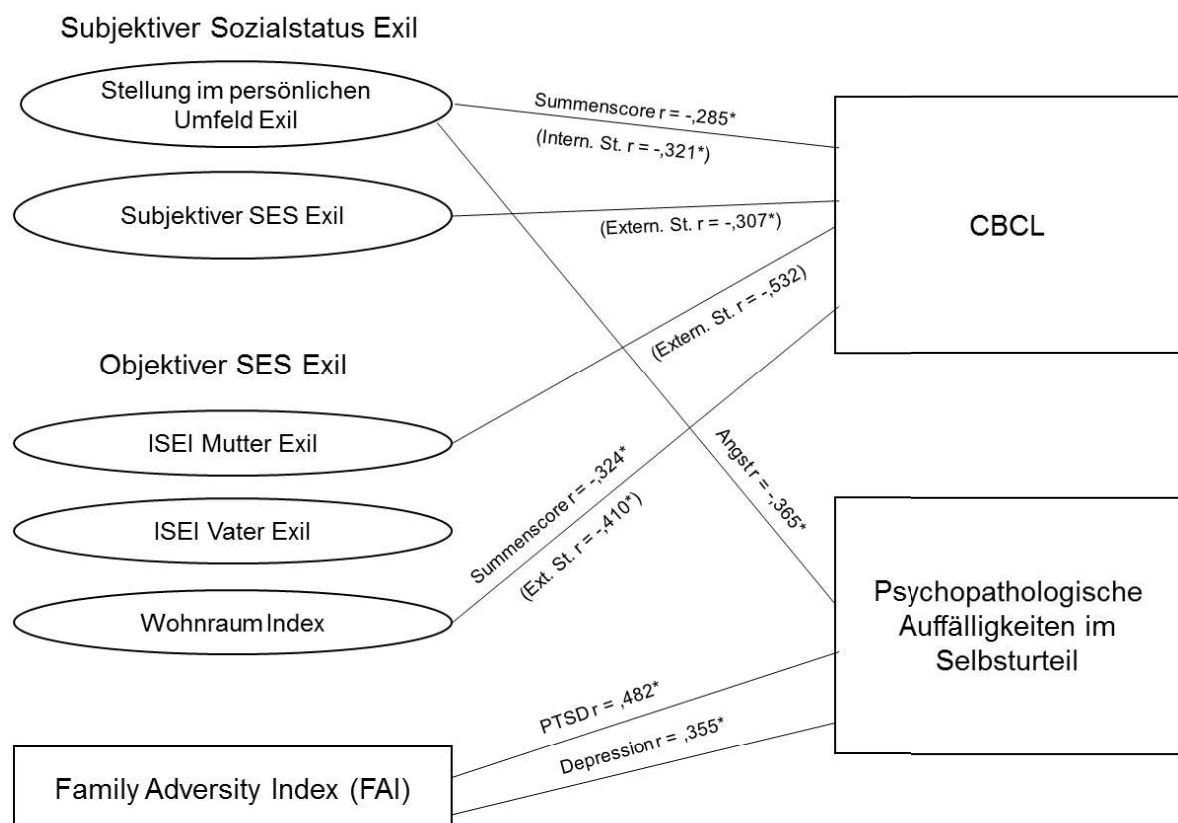 Subjektiver Sozialstatus Exil
Stellung im persönlichen
Umfeld Exil
Subjektiver SES Exil
Objektiver SES Exil
ISEI Mutter Exil
ISEI Vater Exil
Wohnraum Index
Family Adversity Index (FAI)
Summenscore r = -,285*
(Intern. St. r = -,321*)
(Extern. St. r = -,307*)
(Extern. St. r = -,532)
Summenscore r = -,324*
(Ext. St. r = -,410*)
Angst r = -,365*
PTSD r = ,482*
Depression r = ,355*
CBCL
Psychopathologische
Auffälligkeiten im
Selbsturteil